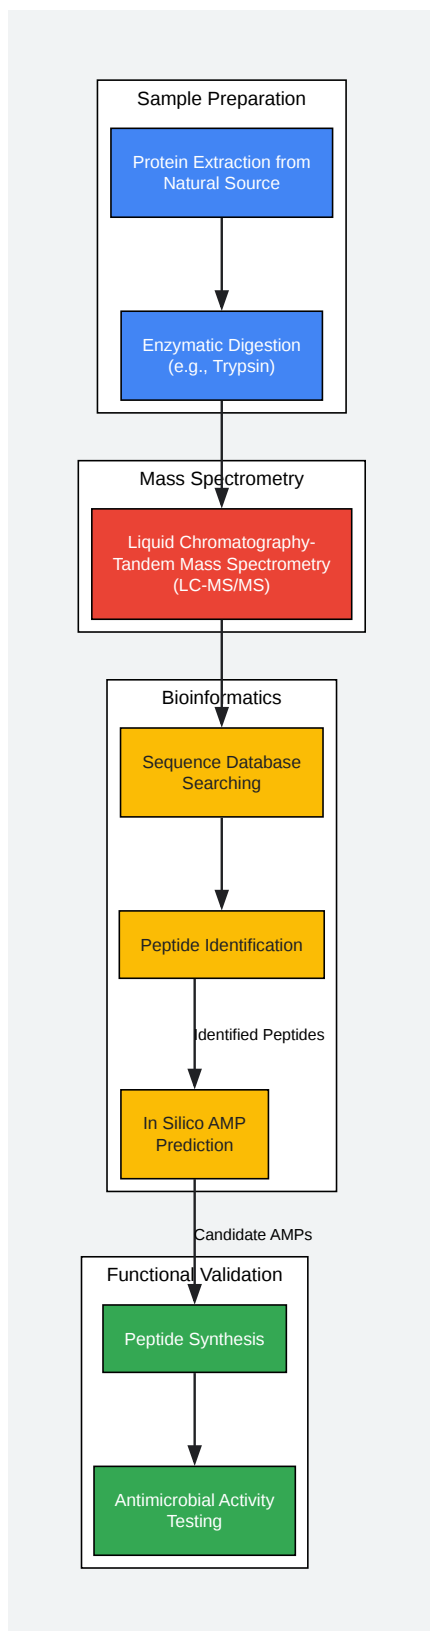 Sample Preparation
Protein Extraction from
Natural Source
Enzymatic Digestion
(e.g., Trypsin)
Mass Spectrometry
Liquid Chromatography-
Tandem Mass Spectrometry
(LC-MS/MS)
Bioinformatics
Sequence Database
Searching
Peptide Identification
Identified Peptides
In Silico AMP
Prediction
Candidate AMPs
Functional Validation
Peptide Synthesis
Antimicrobial Activity
Testing